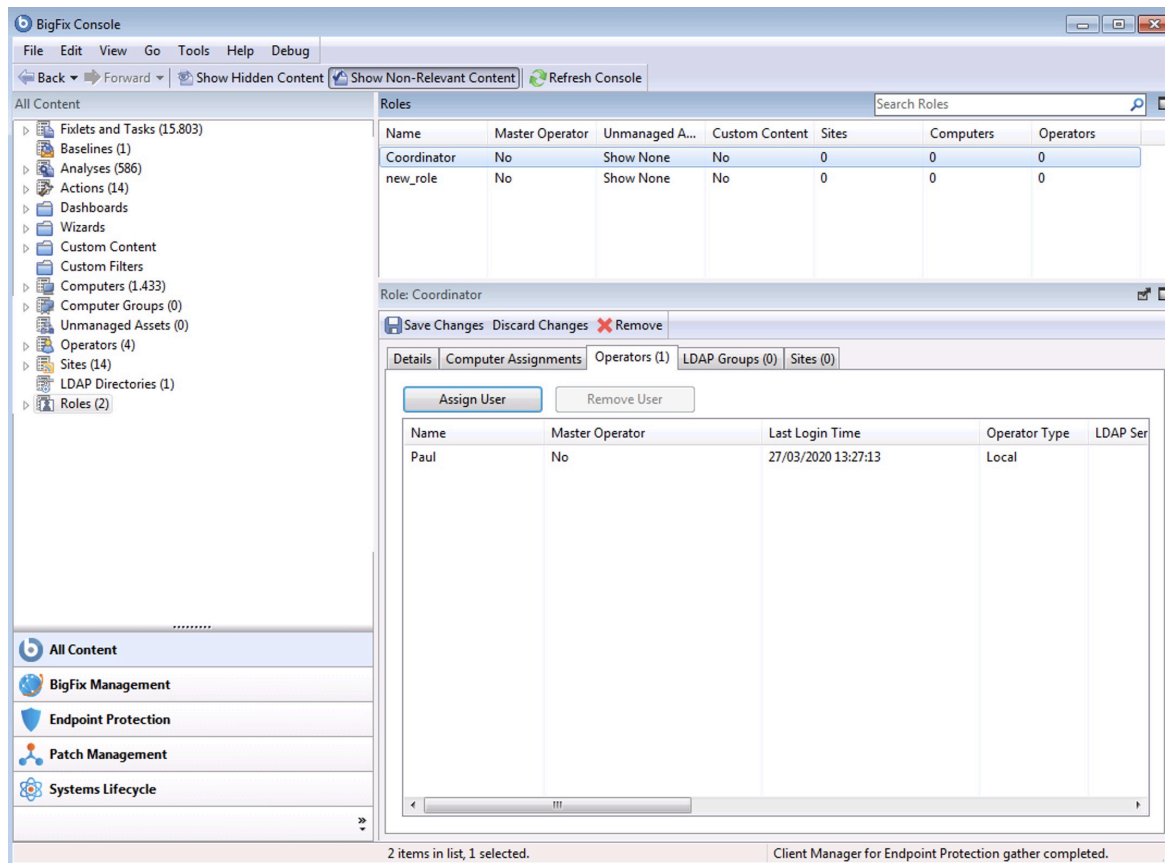 BigFix Console
File Edit View Go Tools Help Debug
Back Forward Show Hidden Content Show Non-Relevant Content Refresh Console
All Content
Fixlets and Tasks (15.803)
Baselines (1)
Analyses (586)
Actions (14)
Dashboards
Wizards
Custom Content
Custom Filters
Computers (1.433)
Computer Groups (0)
Unmanaged Assets (0)
Operators (4)
Sites (14)
LDAP Directories (1)
Roles (2)
All Content
BigFix Management
Endpoint Protection
Patch Management
Systems Lifecycle
Roles Search Roles
Name Master Operator Unmanaged A... Custom Content Sites Computers Operators
Coordinator No Show None No 0 0 0
new_role No Show None No 0 0 0
Role: Coordinator
Save Changes Discard Changes Remove
Details Computer Assignments Operators (1) LDAP Groups (0) Sites (0)
Assign User Remove User
Name Master Operator Last Login Time Operator Type LDAP Ser
Paul No 27/03/2020 13:27:13 Local
2 items in list, 1 selected. Client Manager for Endpoint Protection gather completed.